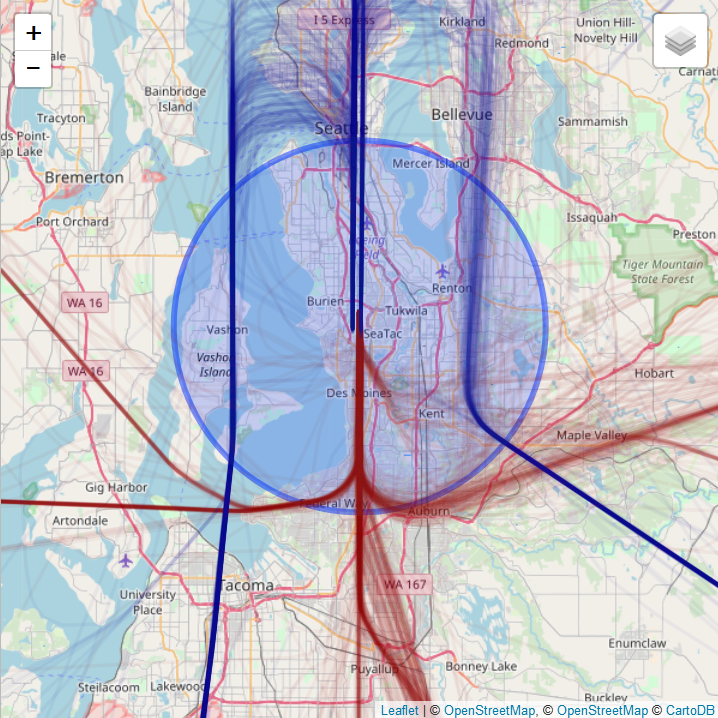 +
−
I 5 Express
Kirkland
Union Hill-
Novelty Hill
Redmond
Carnati
Bainbridge
Island
Tracyton
Bellevue
Sammamish
Seattle
ds Point-
ap Lake
Mercer Island
Bremerton
Port Orchard
Issaquah
Preston
Boeing
Field
Tiger Mountain
State Forest
Renton
WA 16
Burien
Tukwila
Vashon
SeaTac
Vashon
Island
WA 16
Hobart
Des Moines
Kent
Maple Valley
Gig Harbor
Federal Way
Auburn
Artondale
Tacoma
WA 167
University
Place
Enumclaw
Puyallup
Bonney Lake
Steilacoom
Lakewood
Buckley
Leaflet | © OpenStreetMap, © OpenStreetMap © CartoDB